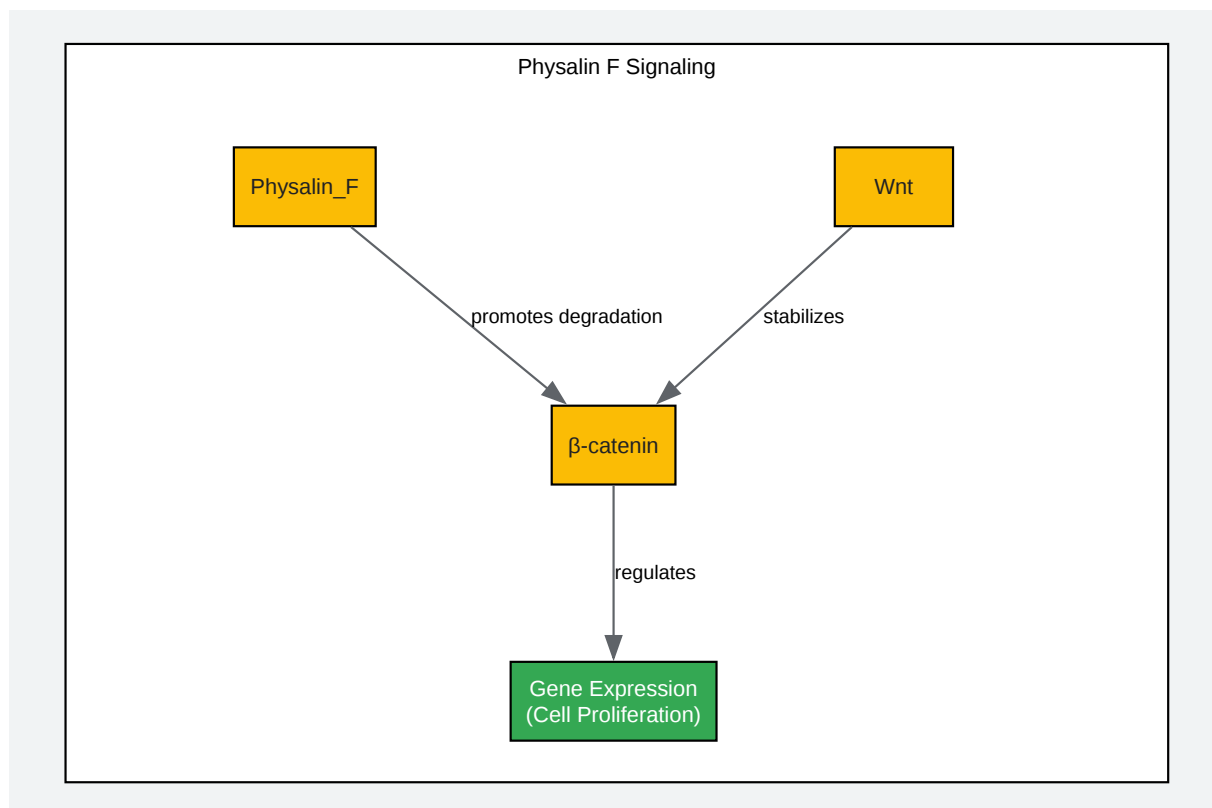 Physalin F Signaling
Physalin_F
Wnt
promotes degradation
stabilizes
β-catenin
regulates
Gene Expression
(Cell Proliferation)